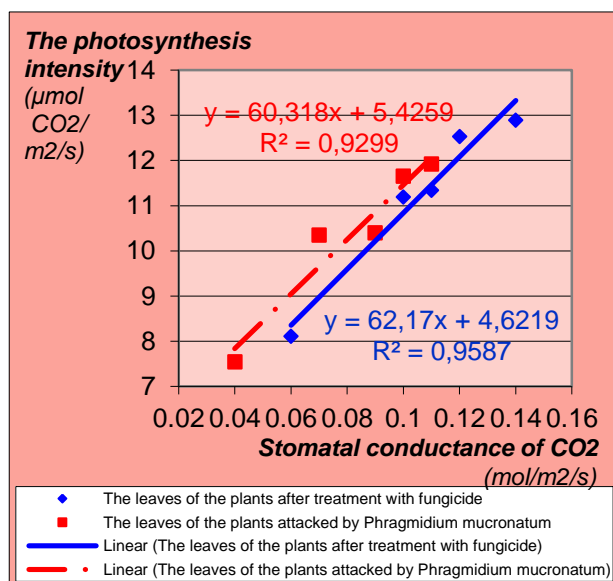 The photosynthesis
intensity
(µmol
CO2/
m2/s)
14
13
12
11
10
9
8
7
y = 60,318x + 5,4259
R² = 0,9299
y = 62,17x + 4,6219
R² = 0,9587
0.02 0.04 0.06 0.08 0.1 0.12 0.14 0.16
Stomatal conductance of CO2
(mol/m2/s)
The leaves of the plants after treatment with fungicide
The leaves of the plants attacked by Phragmidium mucronatum
Linear (The leaves of the plants after treatment with fungicide)
Linear (The leaves of the plants attacked by Phragmidium mucronatum)